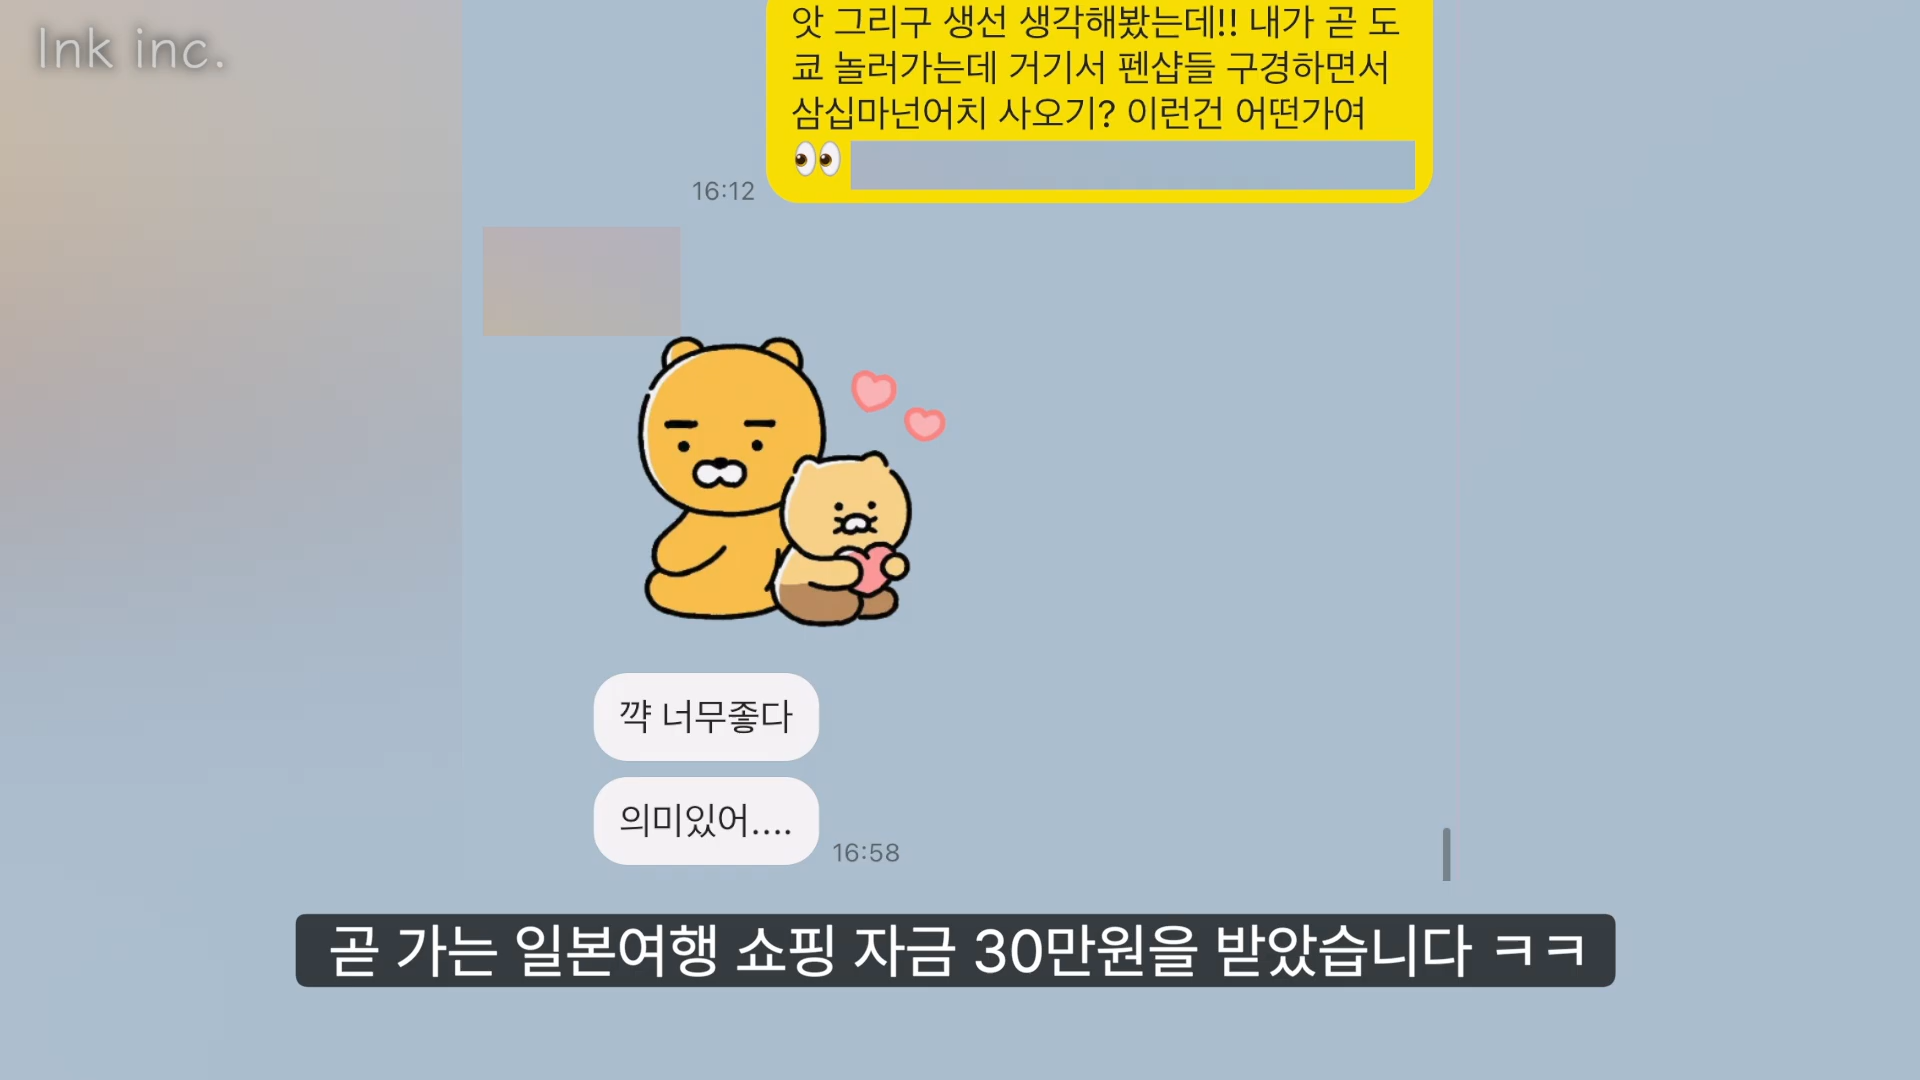 Ink inc.
앗 그리구 생선 생각해봤는데!! 내가 곧 도
쿄 놀러가는데 거기서 펜샵들 구경하면서
삼십마넌어치 사오기? 이런건 어떤가여
👀
16:12
꺅 너무좋다
의미있어....
16:58
곧 가는 일본여행 쇼핑 자금 30만원을 받았습니다 ㅋㅋ